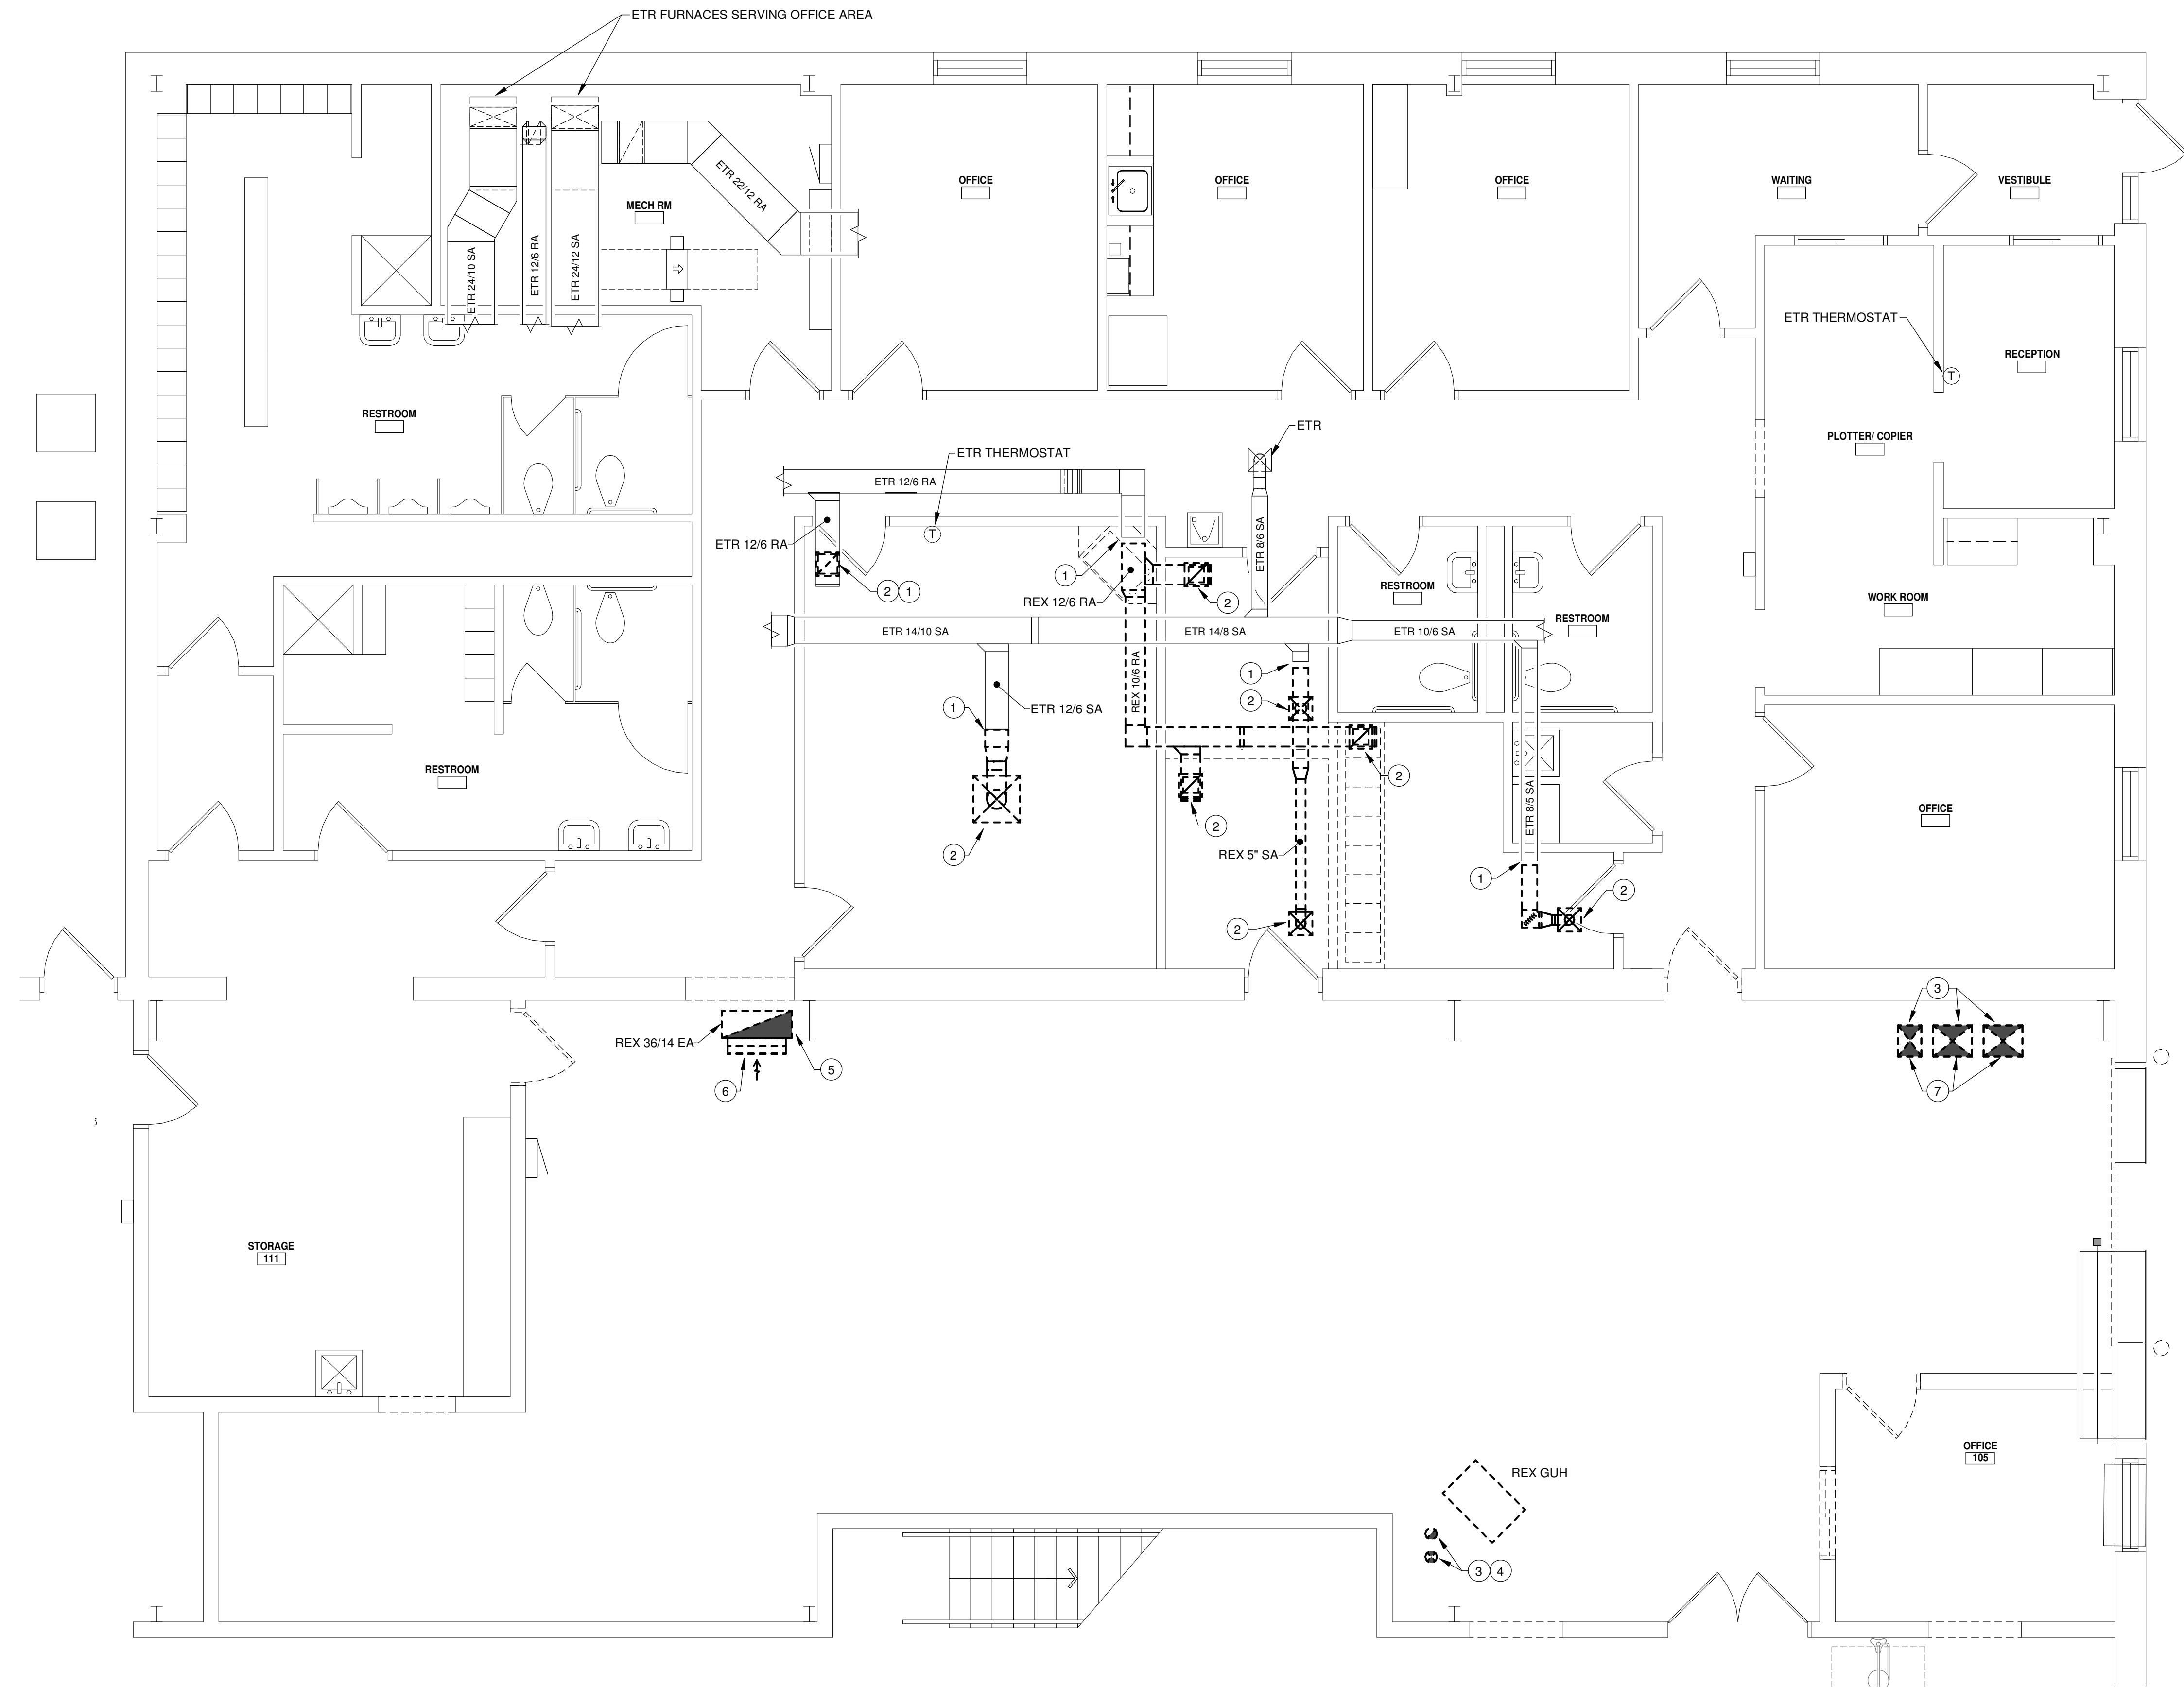 ETR FURNACES SERVING OFFICE AREA
OFFICE
OFFICE
OFFICE
WAITING
VESTIBULE
MECH RM
ETR 22/12 RA
ETR 24/10 SA
ETR 12/6 RA
ETR 24/12 SA
ETR THERMOSTAT
T
RECEPTION
RESTROOM
PLOTTER/ COPIER
ETR
ETR THERMOSTAT
ETR 12/6 RA
T
ETR 12/6 RA
ETR 8/6 SA
1
2
1
REX 12/6 RA
2
RESTROOM
RESTROOM
WORK ROOM
ETR 14/10 SA
ETR 14/8 SA
ETR 10/6 SA
REX 10/6 RA
1
2
1
ETR 12/6 SA
RESTROOM
2
2
2
ETR 8/5 SA
OFFICE
REX 5" SA
1
2
2
REX 36/14 EA
5
6
3
7
STORAGE
111
OFFICE
105
REX GUH
3
4